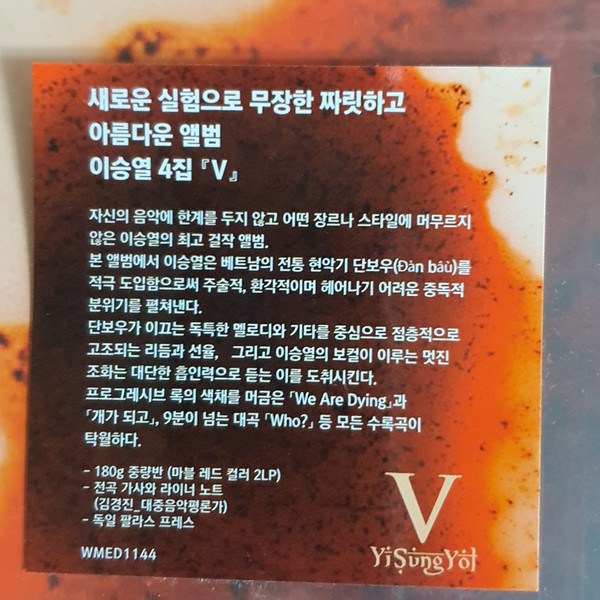 새로운 실험으로 무장한 짜릿하고
아름다운 앨범
이승열 4집 『V』
자신의 음악에 한계를 두지 않고 어떤 장르나 스타일에 머무르지
않은 이승열의 최고 걸작 앨범.
본 앨범에서 이승열은 베트남의 전통 현악기 단보우(Đàn bâù)를
적극 도입함으로써 주술적, 환각적이며 헤어나기 어려운 중독적
분위기를 펼쳐낸다.
단보우가 이끄는 독특한 멜로디와 기타를 중심으로 점층적으로
고조되는 리듬과 선율, 그리고 이승열의 보컬이 이루는 멋진
조화는 대단한 흡인력으로 듣는 이를 도취시킨다.
프로그레시브 록의 색채를 머금은 「We Are Dying」과
「개가 되고」, 9분이 넘는 대곡 「Who?」 등 모든 수록곡이
탁월하다.
- 180g 중량반 (마블 레드 컬러 2LP)
- 전곡 가사와 라이너 노트
(김경진_대중음악평론가)
- 독일 팔라스 프레스
WMED1144
V
YiSungYol